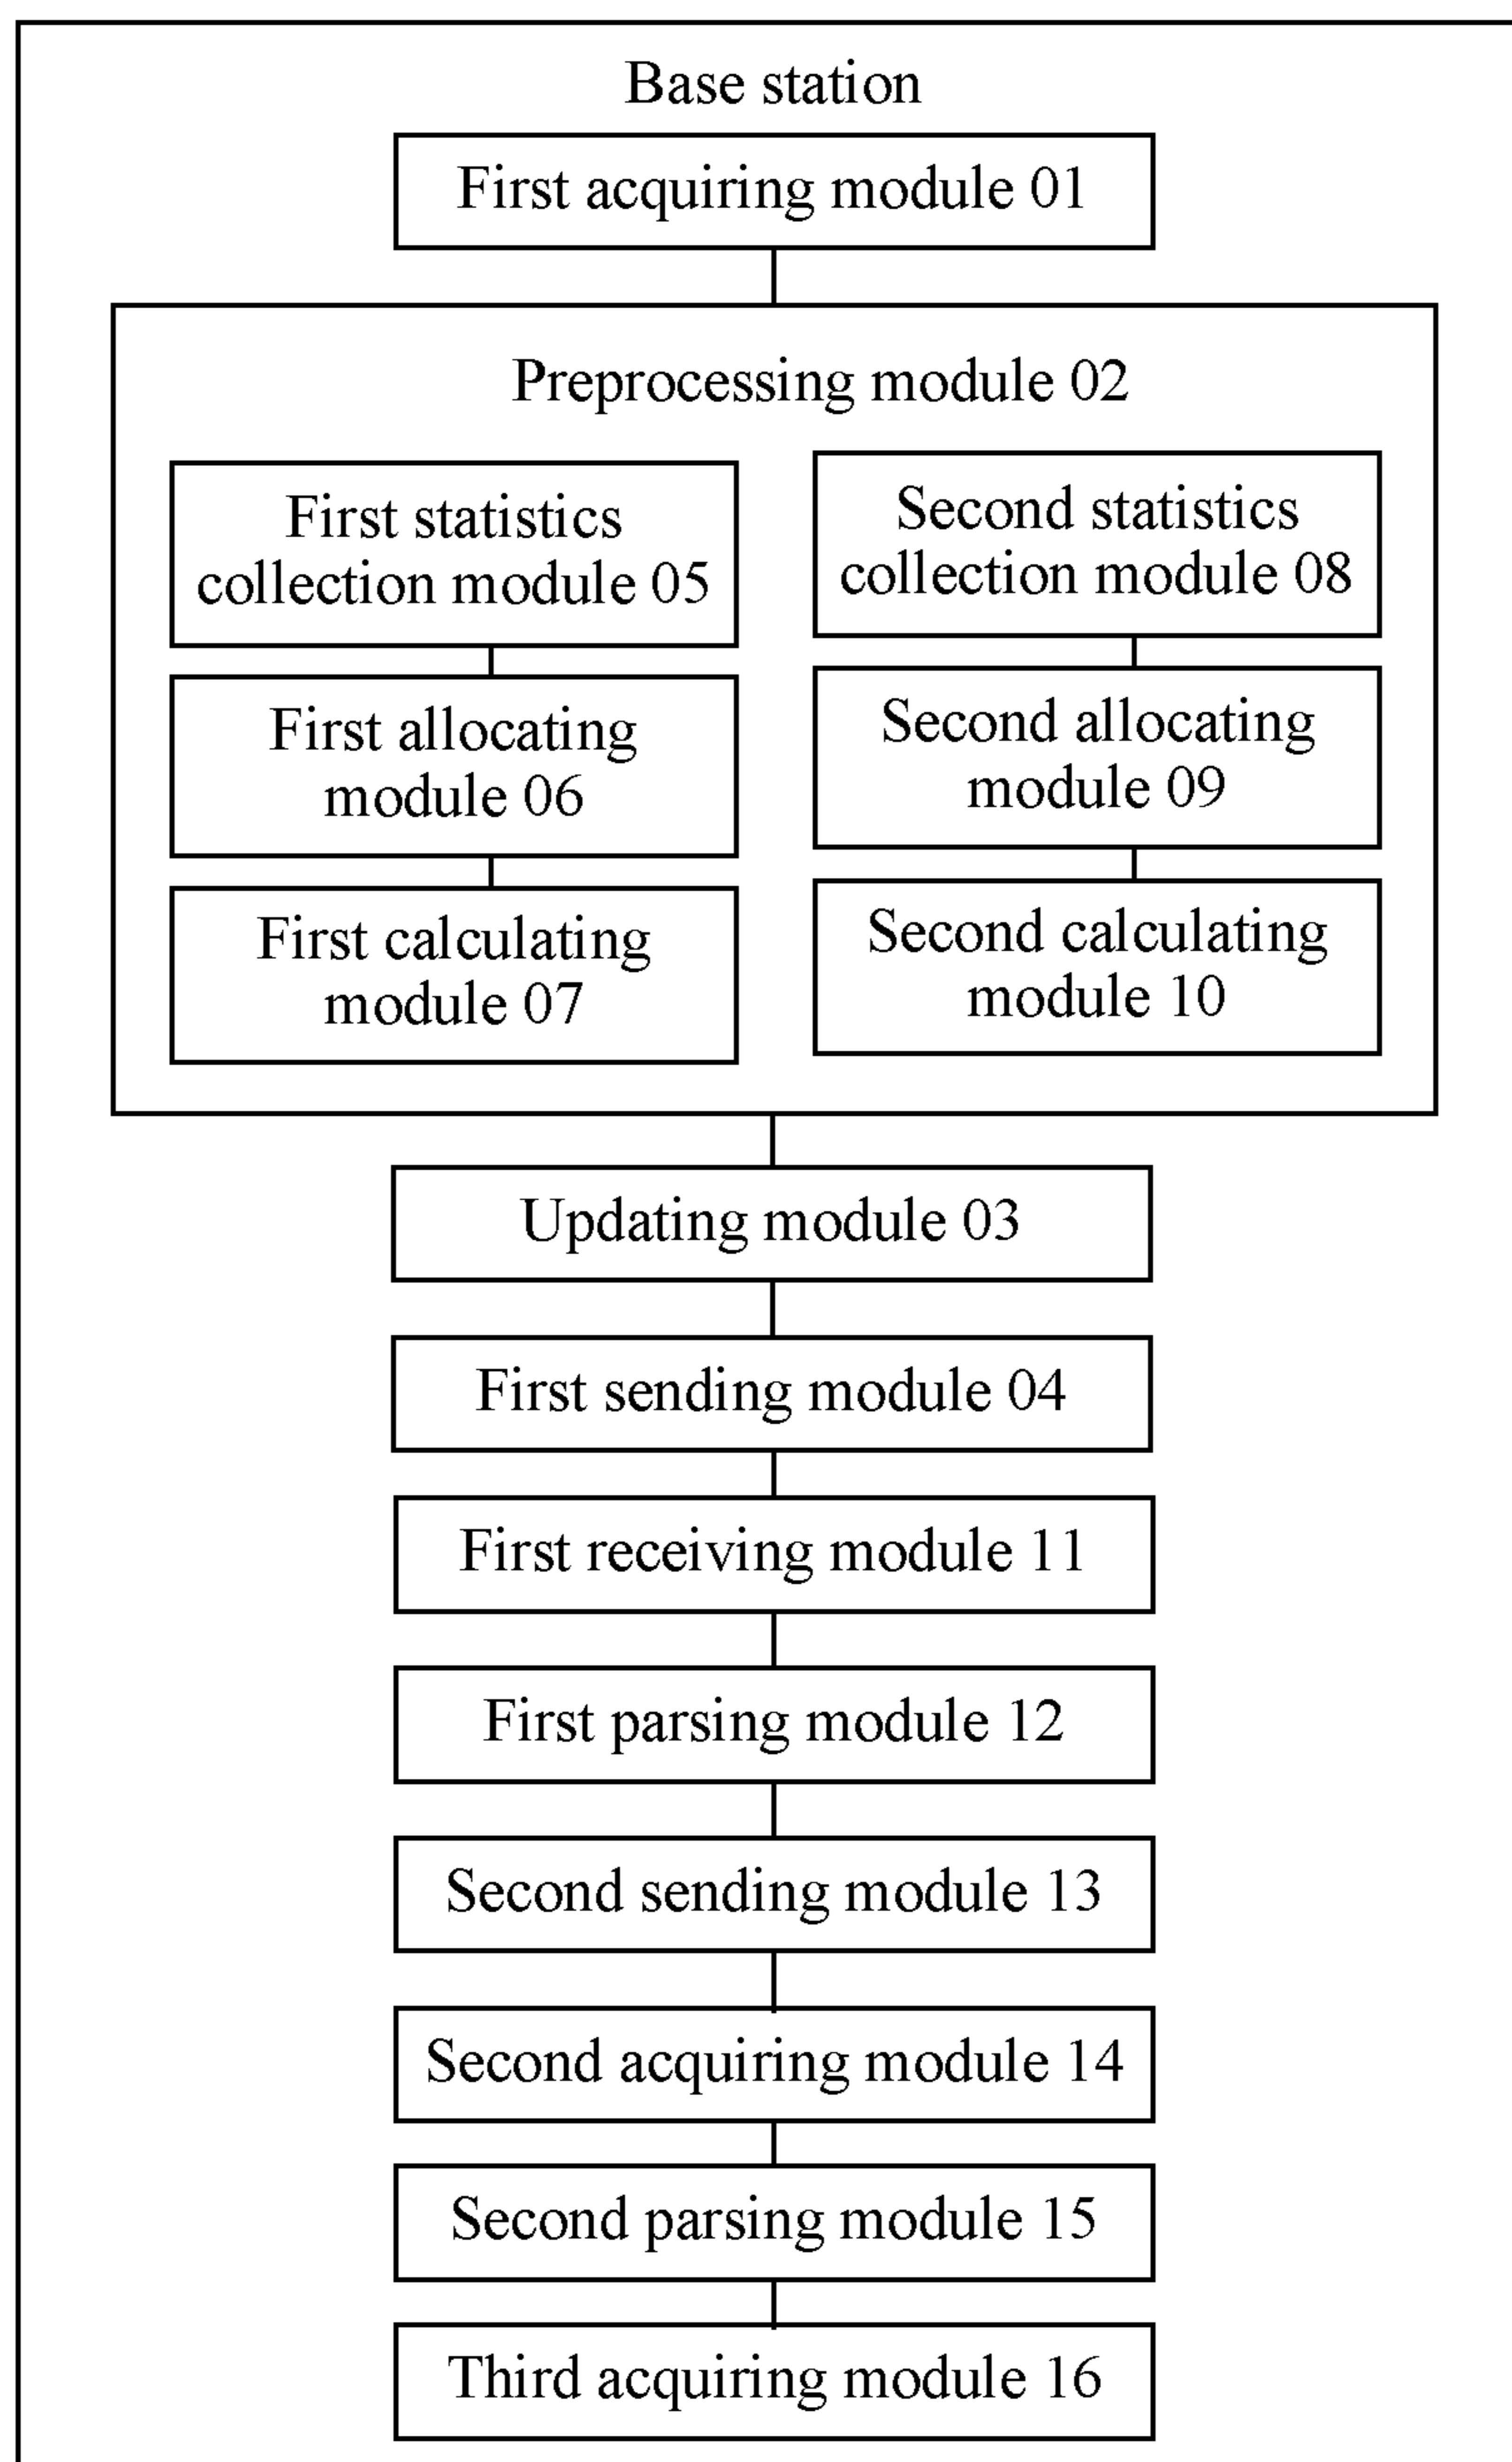 Base station
First acquiring module 01
Preprocessing module 02
First statistics
collection module 05
First allocating
module 06
First calculating
module 07
Second statistics
collection module 08
Second allocating
module 09
Second calculating
module 10
Updating module 03
First sending module 04
First receiving module 11
First parsing module 12
Second sending module 13
Second acquiring module 14
Second parsing module 15
Third acquiring module 16